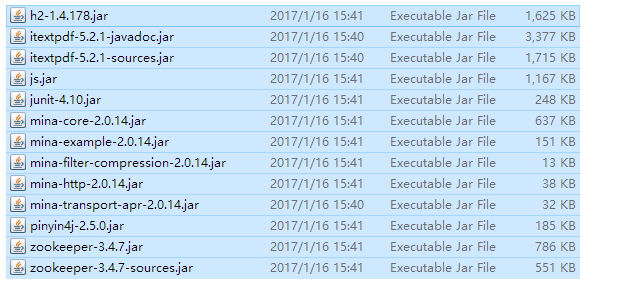 h2-1.4.178.jar 2017/1/16 15:41 Executable Jar File 1,625 KB
itextpdf-5.2.1-javadoc.jar 2017/1/16 15:40 Executable Jar File 3,377 KB
itextpdf-5.2.1-sources.jar 2017/1/16 15:40 Executable Jar File 1,715 KB
js.jar 2017/1/16 15:41 Executable Jar File 1,167 KB
junit-4.10.jar 2017/1/16 15:41 Executable Jar File 248 KB
mina-core-2.0.14.jar 2017/1/16 15:41 Executable Jar File 637 KB
mina-example-2.0.14.jar 2017/1/16 15:41 Executable Jar File 151 KB
mina-filter-compression-2.0.14.jar 2017/1/16 15:41 Executable Jar File 13 KB
mina-http-2.0.14.jar 2017/1/16 15:41 Executable Jar File 38 KB
mina-transport-apr-2.0.14.jar 2017/1/16 15:40 Executable Jar File 32 KB
pinyin4j-2.5.0.jar 2017/1/16 15:41 Executable Jar File 185 KB
zookeeper-3.4.7.jar 2017/1/16 15:41 Executable Jar File 786 KB
zookeeper-3.4.7-sources.jar 2017/1/16 15:41 Executable Jar File 551 KB